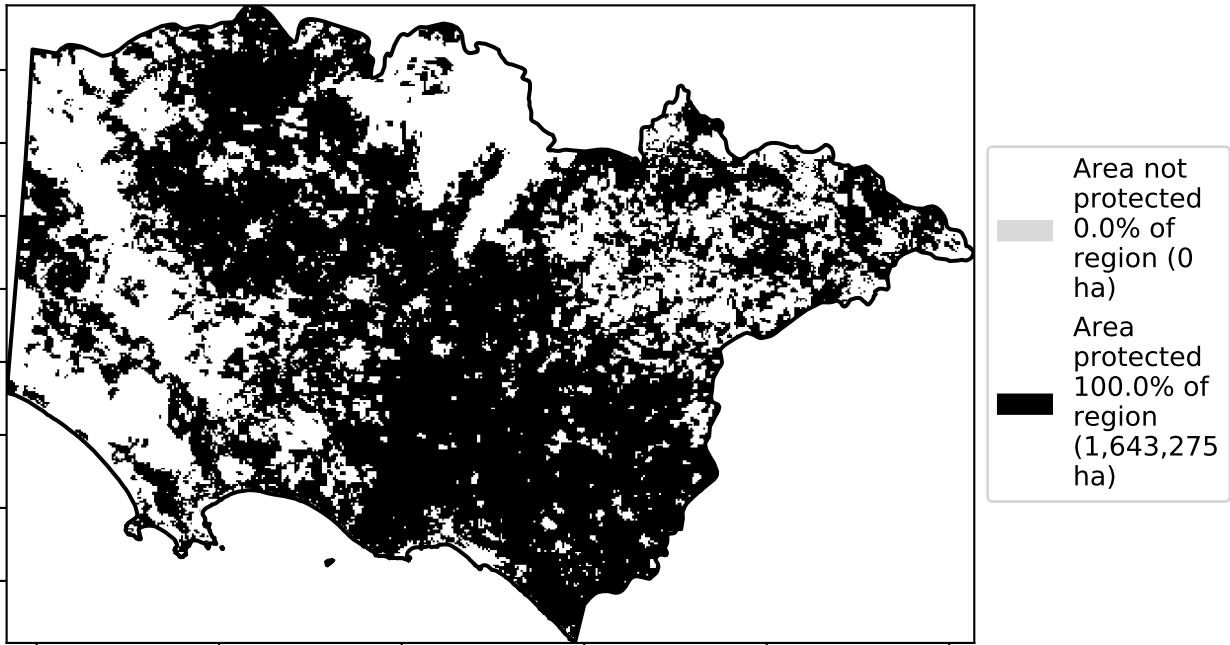 Area not
protected
0.0% of
region (0
ha)
Area
protected
100.0% of
region
(1,643,275
ha)